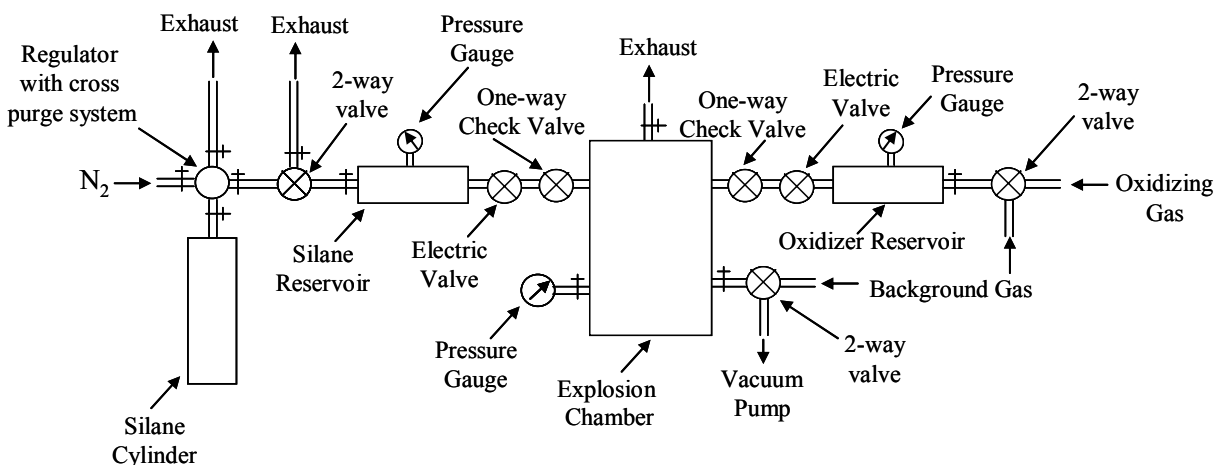 Exhaust
Exhaust
Pressure
Gauge
Regulator
with cross
purge system
2-way
valve
One-way
Check Valve
Exhaust
One-way
Check Valve
Electric
Valve
Pressure
Gauge
2-way
valve
N2
Oxidizing
Gas
Silane
Reservoir
Electric
Valve
Oxidizer Reservoir
Background Gas
Pressure
Gauge
Explosion
Chamber
Vacuum
Pump
2-way
valve
Silane
Cylinder